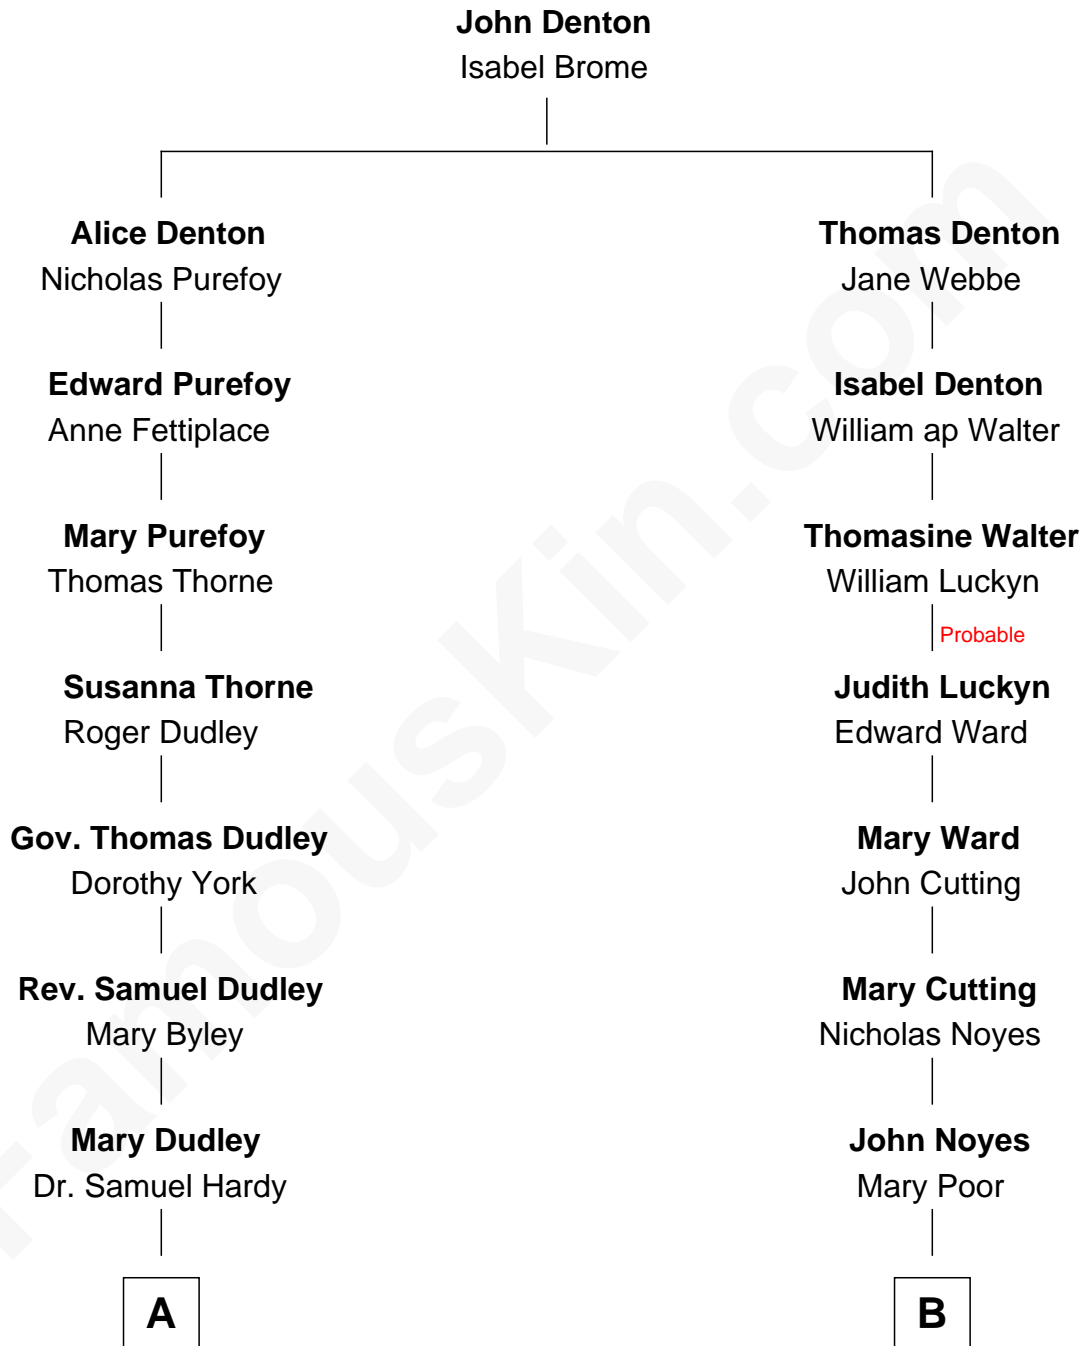 John Denton
Isabel Brome
Alice Denton
Nicholas Purefoy
Thomas Denton
Jane Webbe
Edward Purefoy
Anne Fettiplace
Isabel Denton
William ap Walter
Mary Purefoy
Thomas Thorne
Thomasine Walter
William Luckyn
Probable
Susanna Thorne
Roger Dudley
Judith Luckyn
Edward Ward
Gov. Thomas Dudley
Dorothy York
Mary Ward
John Cutting
Rev. Samuel Dudley
Mary Byley
Mary Cutting
Nicholas Noyes
Mary Dudley
Dr. Samuel Hardy
John Noyes
Mary Poor
A
B
FamousKin.com